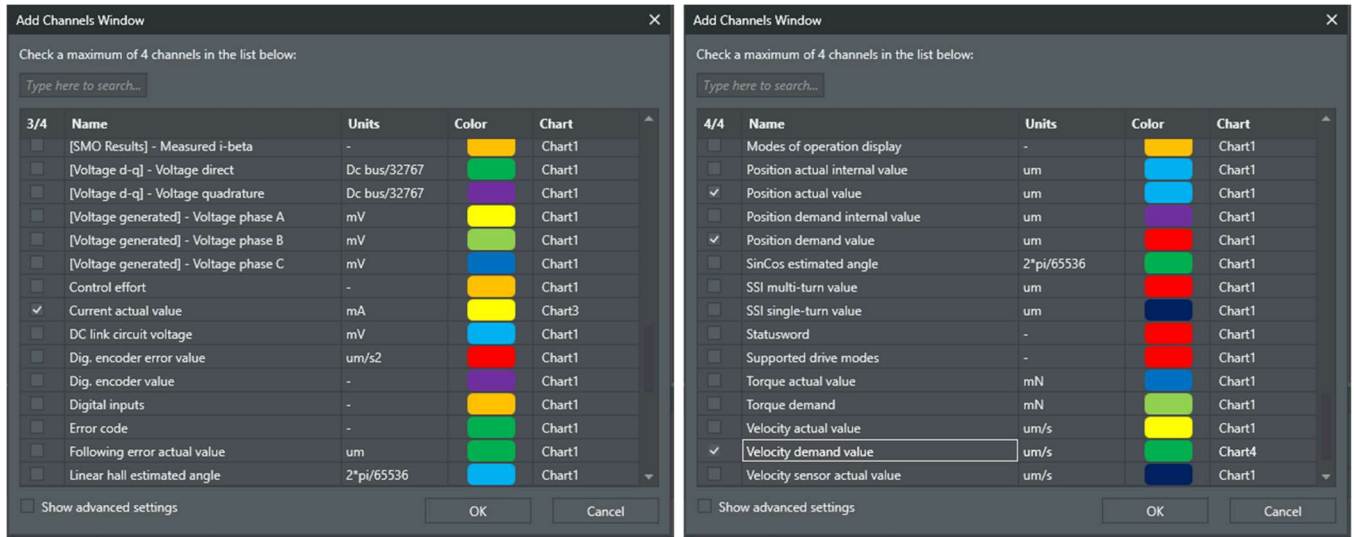 Add Channels Window
Check a maximum of 4 channels in the list below:
Type here to search...
3/4 Name Units Color Chart
[SMO Results] - Measured i-beta - Chart1
[Voltage d-q] - Voltage direct Dc bus/32767 Chart1
[Voltage d-q] - Voltage quadrature Dc bus/32767 Chart1
[Voltage generated] - Voltage phase A mV Chart1
[Voltage generated] - Voltage phase B mV Chart1
[Voltage generated] - Voltage phase C mV Chart1
Control effort - Chart1
Current actual value mA Chart3
DC link circuit voltage mV Chart1
Dig. encoder error value um/s2 Chart1
Dig. encoder value - Chart1
Digital inputs - Chart1
Error code - Chart1
Following error actual value um Chart1
Linear hall estimated angle 2*pi/65536 Chart1
Show advanced settings OK Cancel
Add Channels Window
Check a maximum of 4 channels in the list below:
Type here to search...
4/4 Name Units Color Chart
Modes of operation display - Chart1
Position actual internal value um Chart1
Position actual value um Chart1
Position demand internal value um Chart1
Position demand value um Chart1
SinCos estimated angle 2*pi/65536 Chart1
SSI multi-turn value um Chart1
SSI single-turn value um Chart1
Statusword - Chart1
Supported drive modes - Chart1
Torque actual value mN Chart1
Torque demand mN Chart1
Velocity actual value um/s Chart1
Velocity demand value um/s Chart4
Velocity sensor actual value um/s Chart1
Show advanced settings OK Cancel